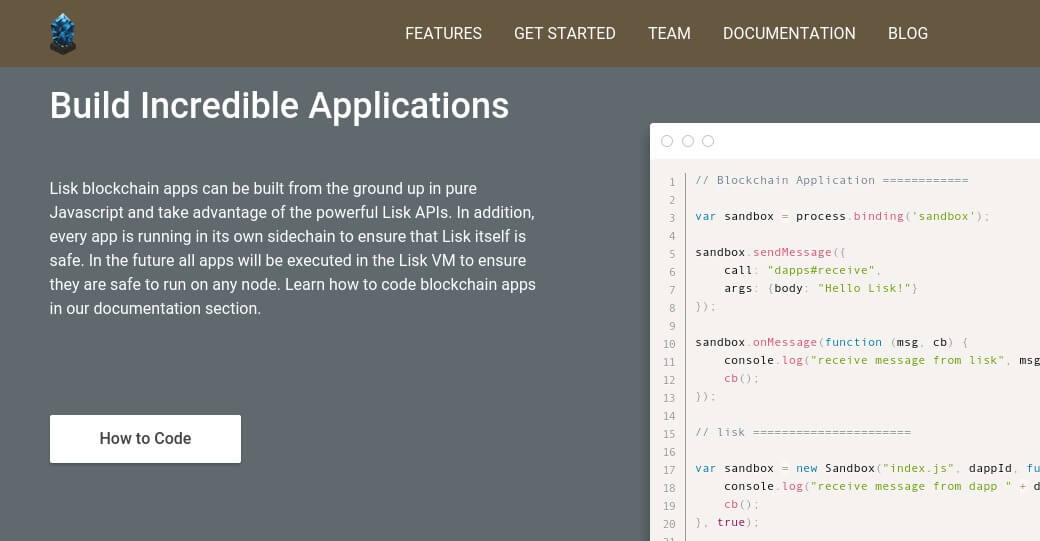 FEATURES GET STARTED TEAM DOCUMENTATION BLOG
Build Incredible Applications
Lisk blockchain apps can be built from the ground up in pure
Javascript and take advantage of the powerful Lisk APIs. In addition,
every app is running in its own sidechain to ensure that Lisk itself is
safe. In the future all apps will be executed in the Lisk VM to ensure
they are safe to run on any node. Learn how to code blockchain apps
in our documentation section.
How to Code
1 // Blockchain Application ============
2
3 var sandbox = process.binding('sandbox');
4
5 sandbox.sendMessage({
6 call: "dapps#receive",
7 args: {body: "Hello Lisk!"}
8 });
9
10 sandbox.onMessage(function (msg, cb) {
11 console.log("receive message from lisk", msg
12 cb();
13 });
14
15 // lisk ======================
16
17 var sandbox = new Sandbox("index.js", dappId, fu
18 console.log("receive message from dapp " + d
19 cb();
20 }, true);